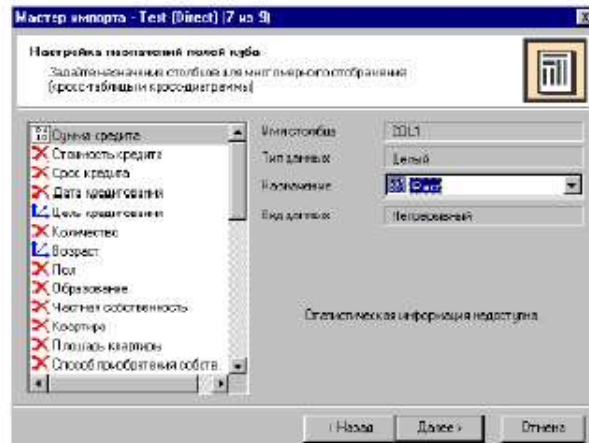 Мастер импорта - Test (Direct) (7 из 9)
Настройка назначений полей куба
Задайте назначение столбцов для многомерного отображения
(кросс-таблицы и кросс-диаграммы)
Сумма кредита
Стоимость кредита
Срок кредита
Дата кредитования
Цель кредитования
Количество
Возраст
Пол
Образование
Частная собственность
Квартира
Площадь квартиры
Способ приобретения собств.
Имя столбца COL1
Тип данных Целый
Назначение Факт
Вид данных Непрерывный
Статистическая информация недоступна
< Назад Далее > Отмена